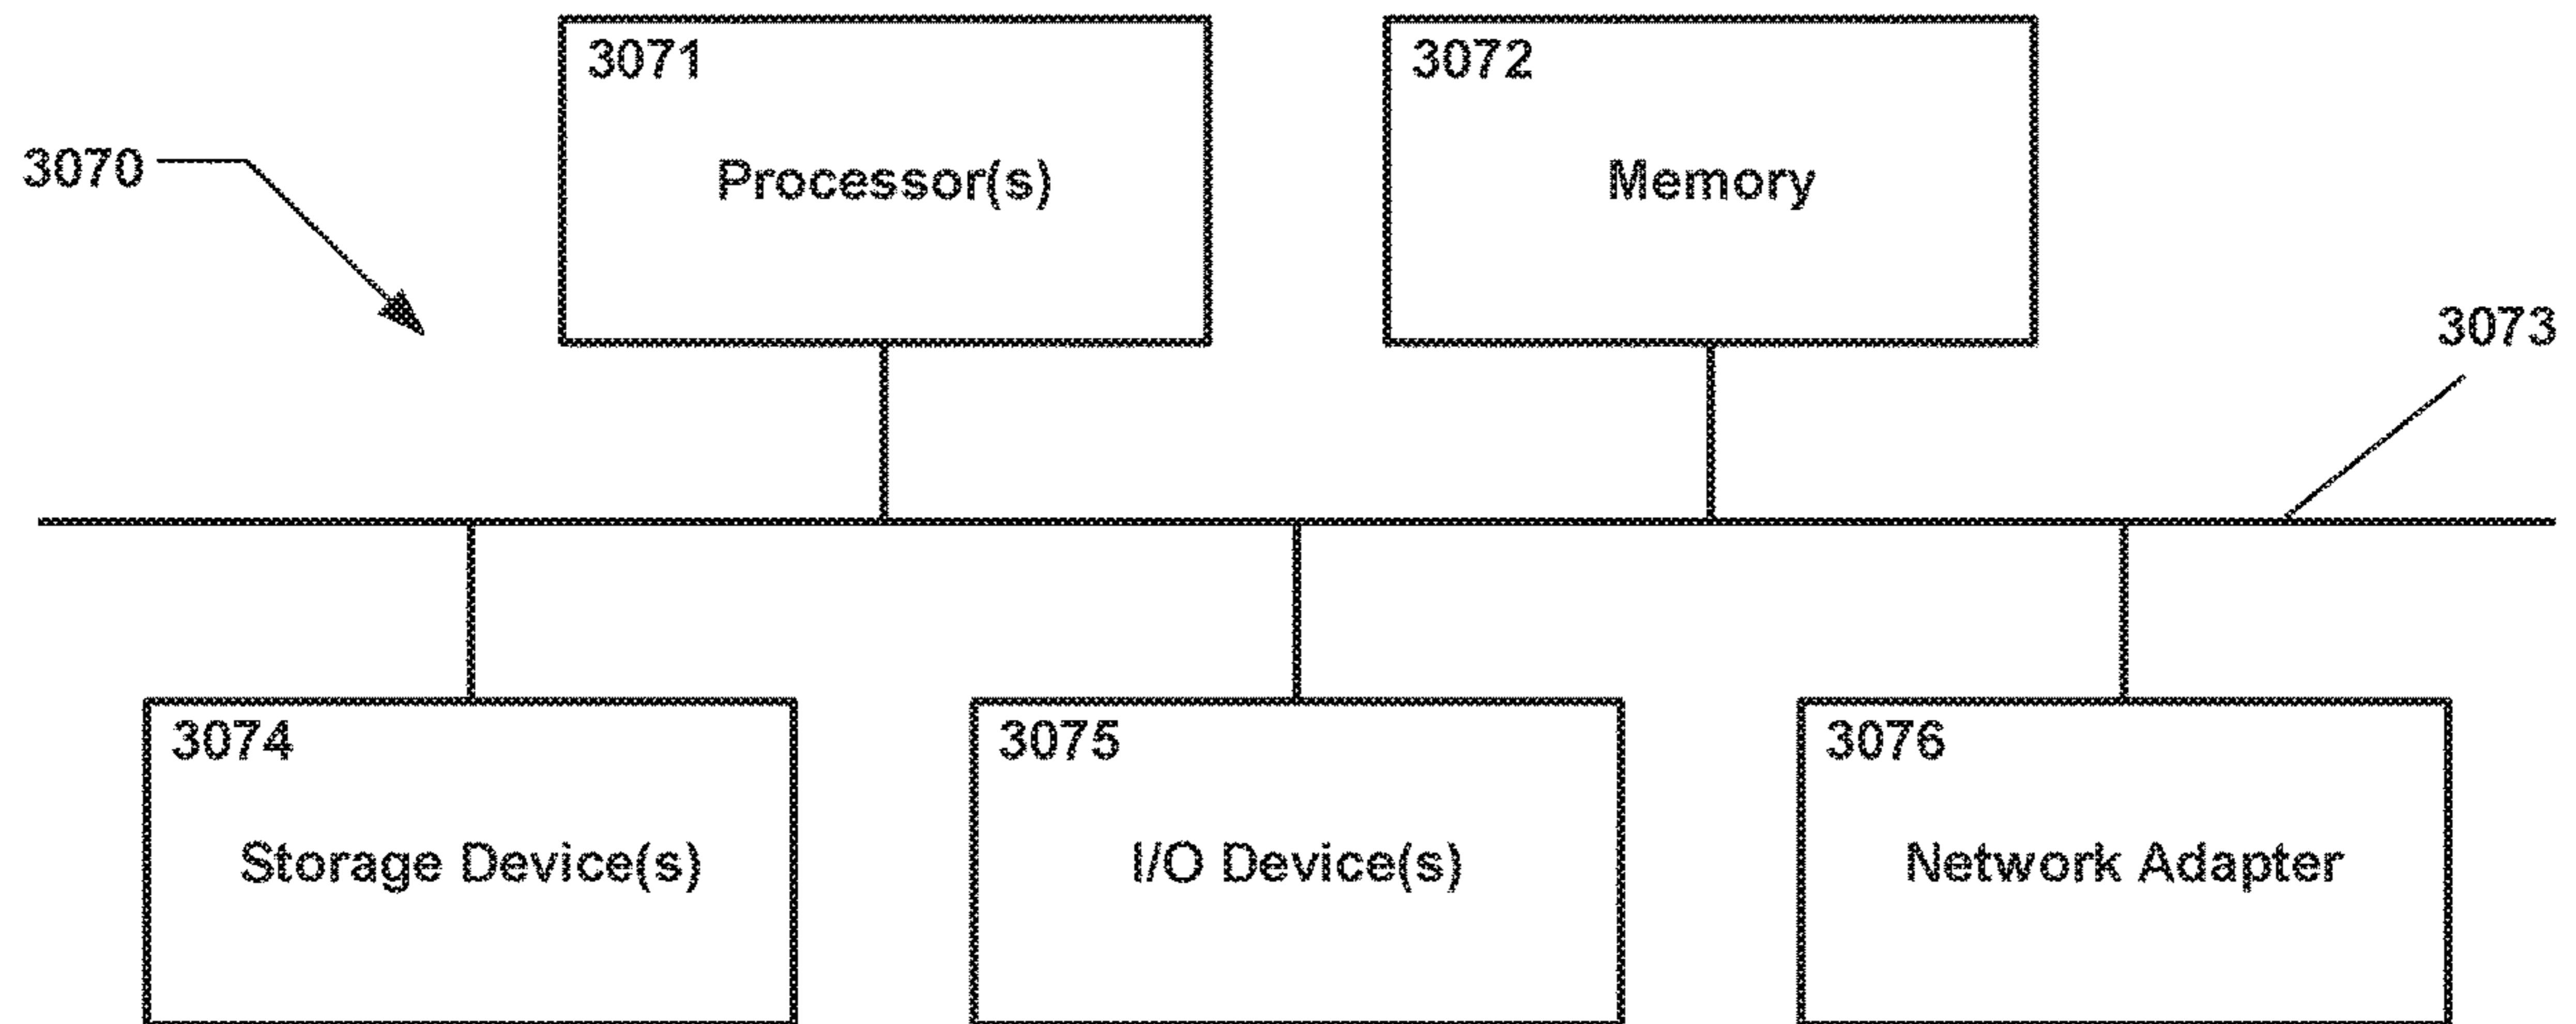 3071
Processor(s)
3072
Memory
3070
3073
3074
Storage Device(s)
3075
I/O Device(s)
3076
Network Adapter